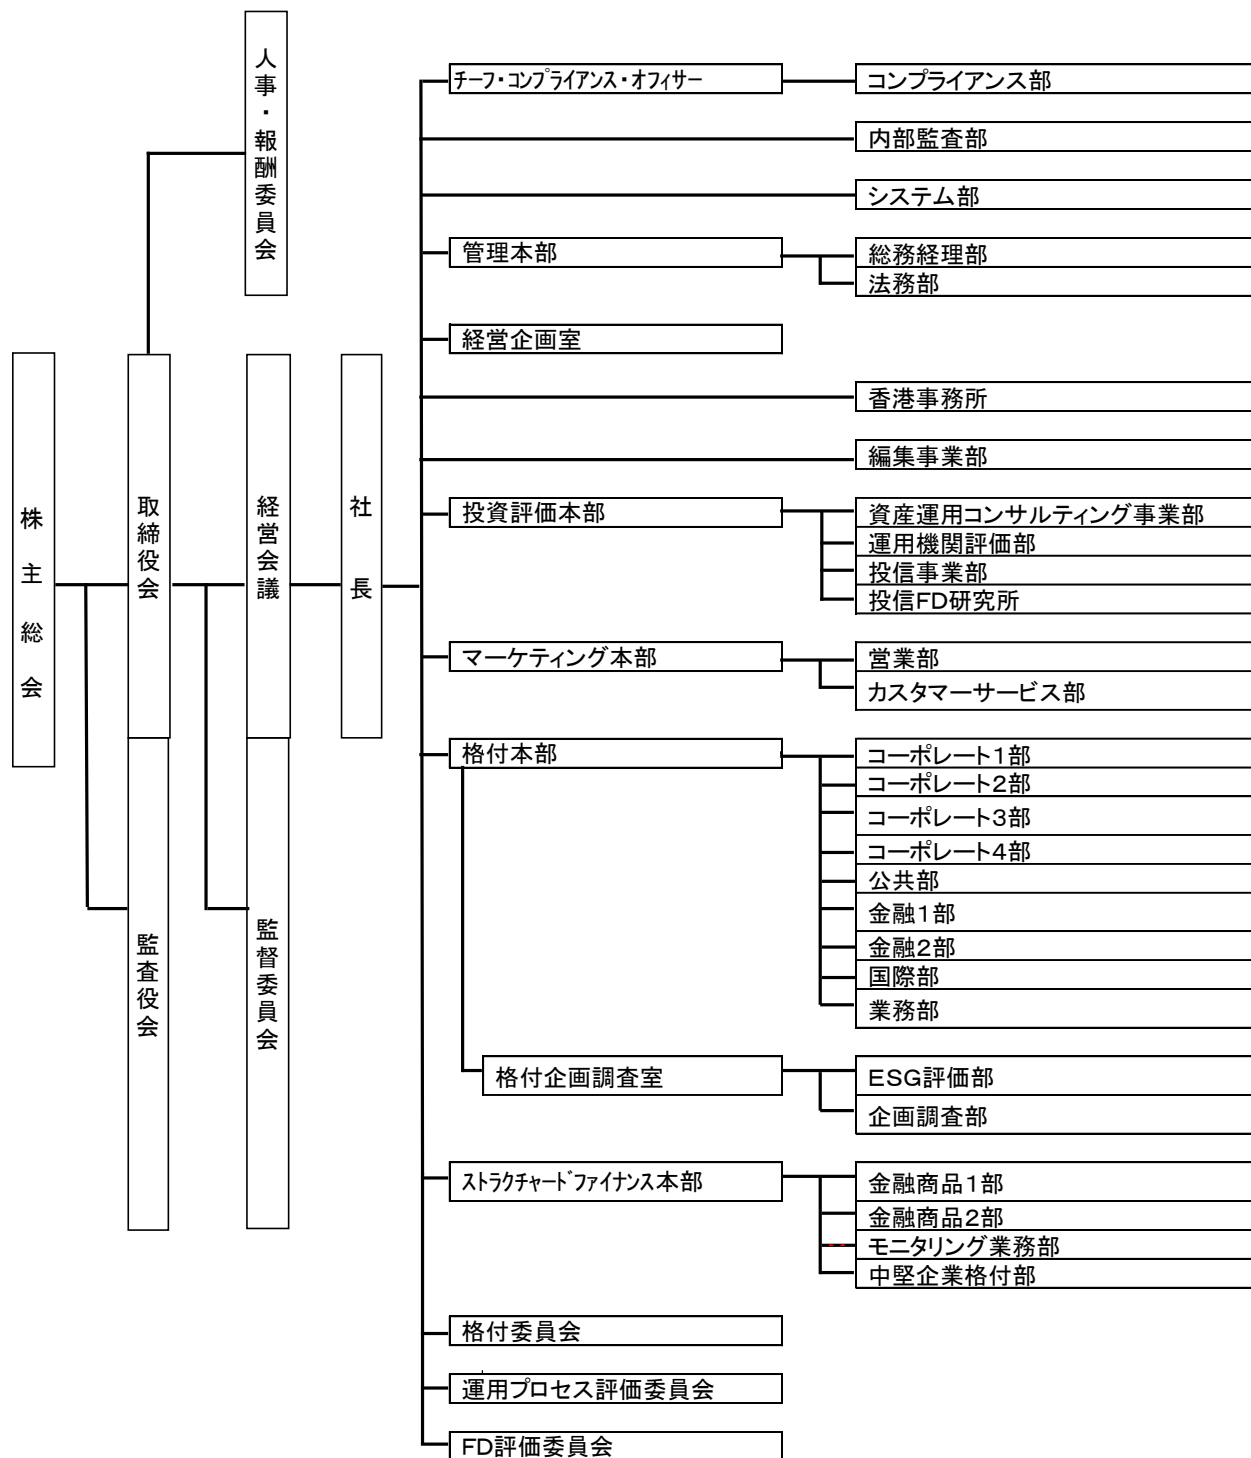 人事・報酬委員会
株主総会
取締役会
監査役会
経営会議
監督委員会
社長
チーフ・コンプライアンス・オフィサー
コンプライアンス部
内部監査部
システム部
管理本部
総務経理部
法務部
経営企画室
香港事務所
編集事業部
投資評価本部
資産運用コンサルティング事業部
運用機関評価部
投信事業部
投信FD研究所
マーケティング本部
営業部
カスタマーサービス部
格付本部
コーポレート1部
コーポレート2部
コーポレート3部
コーポレート4部
公共部
金融1部
金融2部
国際部
業務部
格付企画調査室
ESG評価部
企画調査部
ストラクチャードファイナンス本部
金融商品1部
金融商品2部
モニタリング業務部
中堅企業格付部
格付委員会
運用プロセス評価委員会
FD評価委員会